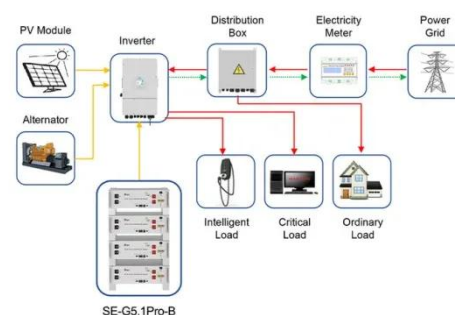 PV Module
Inverter
Distribution
Box
Electricity
Meter
Power
Grid
Alternator
Intelligent
Load
Critical
Load
Ordinary
Load
SE-G5.1Pro-B